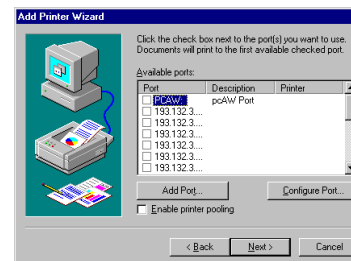 Add Printer Wizard
Click the check box next to the port(s) you want to use.
Documents will print to the first available checked port.
Available ports:
Port Description Printer
PCAW: pcAW Port
193.132.3....
193.132.3....
193.132.3....
193.132.3....
193.132.3....
193.132.3....
Add Port... Configure Port...
Enable printer pooling
< Back Next > Cancel